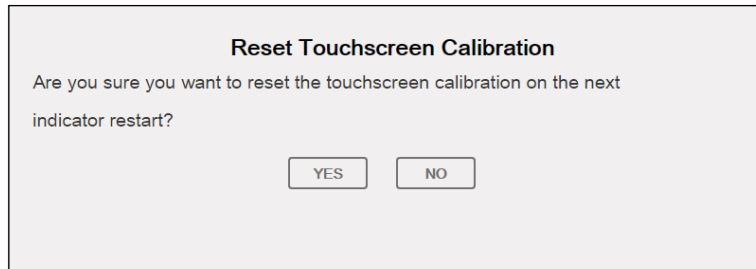 Reset Touchscreen Calibration
Are you sure you want to reset the touchscreen calibration on the next
indicator restart?
YES NO